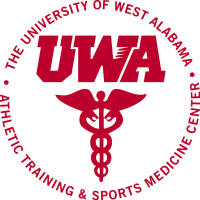 THE UNIVERSITY OF WEST ALABAMA
UWA
• ATHLETIC TRAINING & SPORTS MEDICINE CENTER •